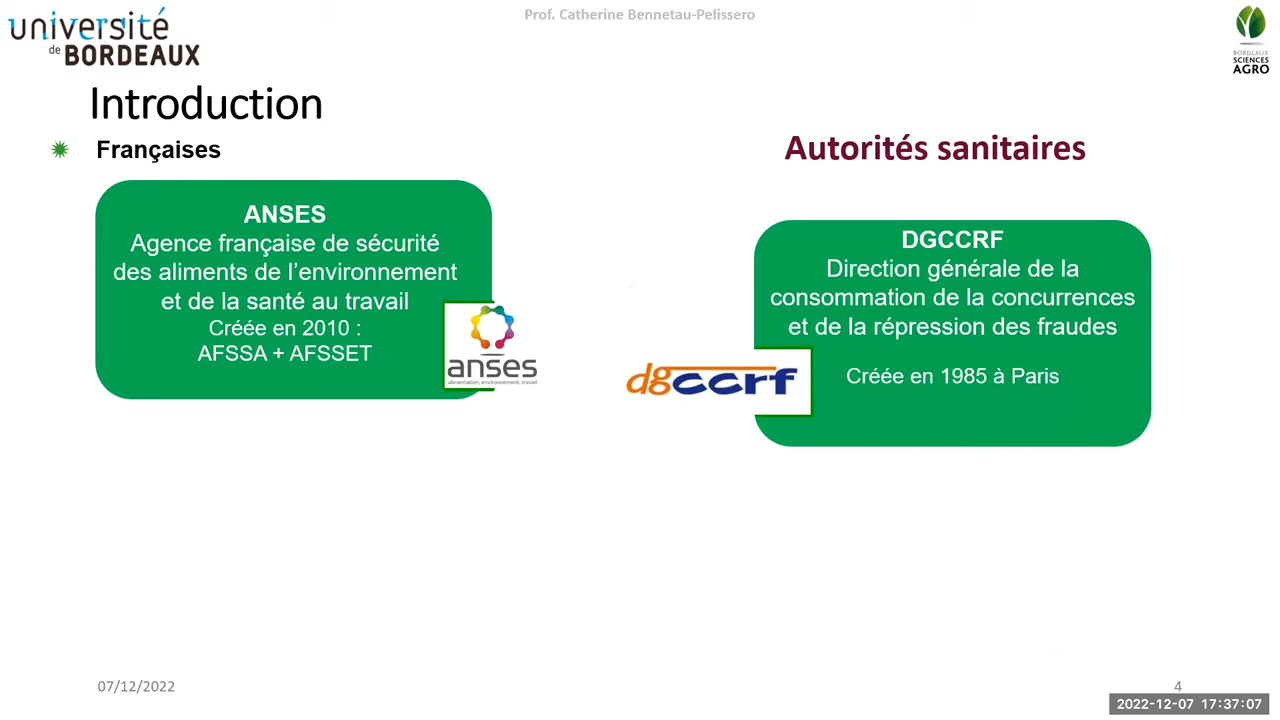 Prof. Catherine Bennetau-Pelissero
université
de BORDEAUX
BORDEAUX
SCIENCES
AGRO
Introduction
Françaises
Autorités sanitaires
ANSES
Agence française de sécurité
des aliments de l’environnement
et de la santé au travail
Créée en 2010 :
AFSSA + AFSSET
anses
alimentation, environnement, travail
DGCCRF
Direction générale de la
consommation de la concurrences
et de la répression des fraudes
Créée en 1985 à Paris
dgccrf
07/12/2022
4
2022-12-07 17:37:07